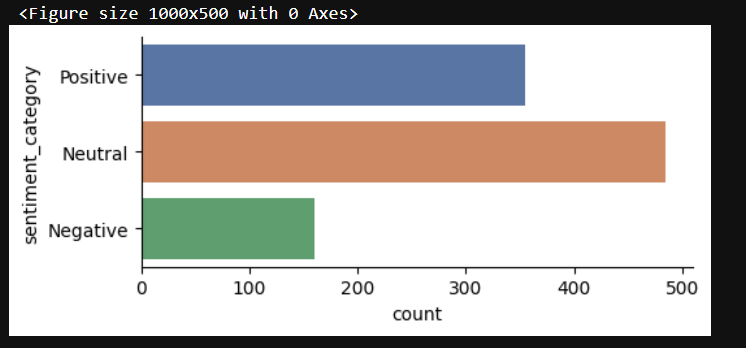 <Figure size 1000x500 with 0 Axes>
sentiment_category
Positive
Neutral
Negative
0 100 200 300 400 500
count